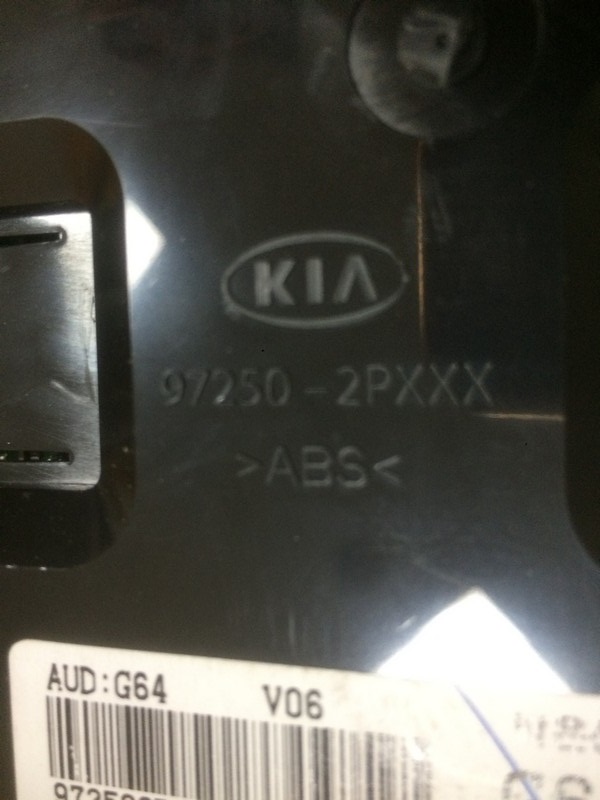 KIA
97250-2PXXX
>ABS<
AUD:G64 V06